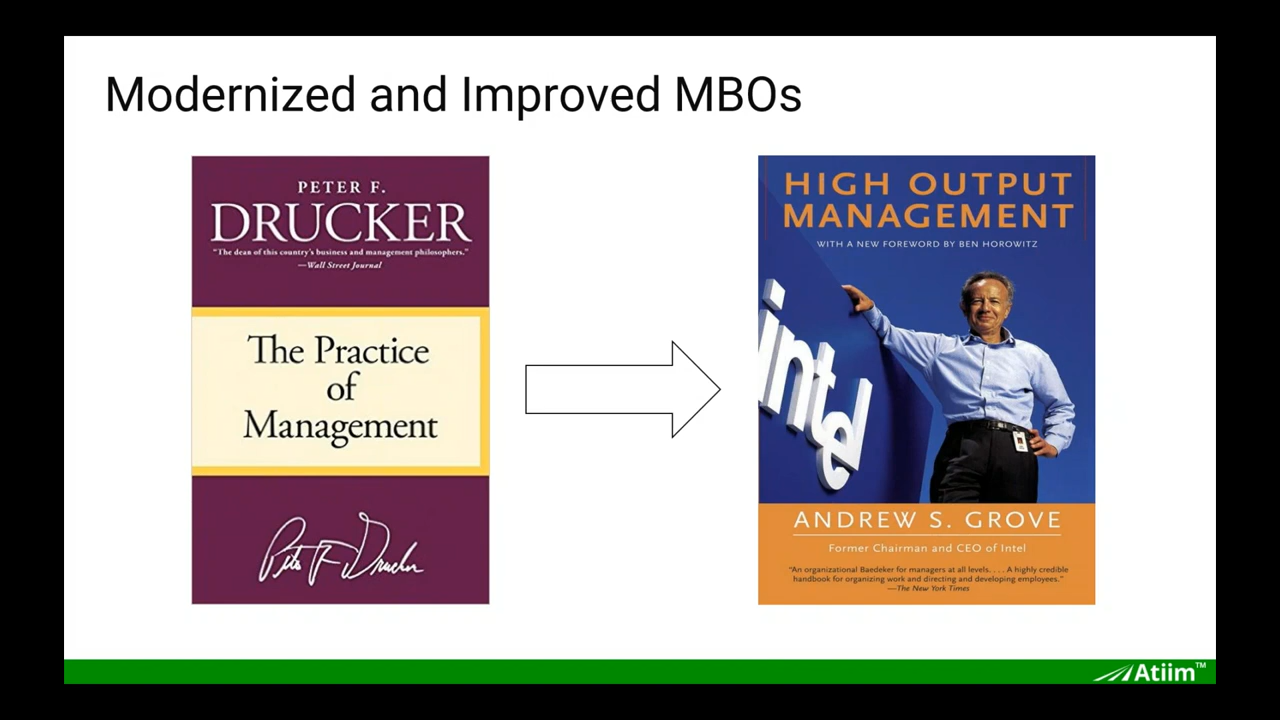 Modernized and Improved MBOs
PETER F.
DRUCKER
"The dean of this country's business and management philosophers."
—Wall Street Journal
The Practice
of
Management
Peter F Drucker
HIGH OUTPUT
MANAGEMENT
WITH A NEW FOREWORD BY BEN HOROWITZ
intel
ANDREW S. GROVE
Former Chairman and CEO of Intel
"An organizational Baedeker for managers at all levels. . . . A highly credible
handbook for organizing work and directing and developing employees."
—The New York Times
Atiim™